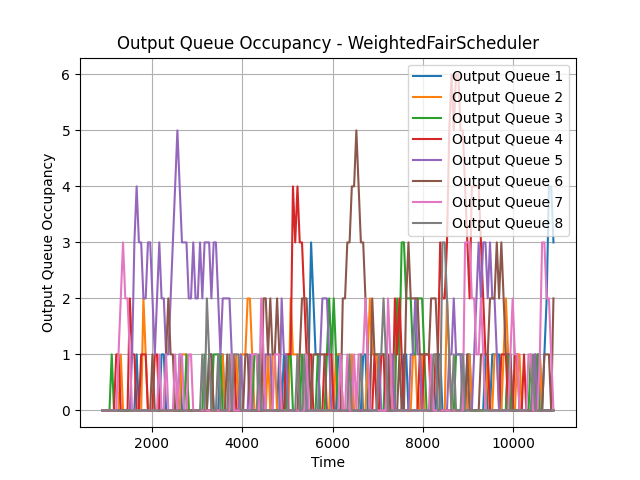 Output Queue Occupancy - WeightedFairScheduler
Output Queue Occupancy
6
5
4
3
2
1
0
Output Queue 1
Output Queue 2
Output Queue 3
Output Queue 4
Output Queue 5
Output Queue 6
Output Queue 7
Output Queue 8
2000 4000 6000 8000 10000
Time